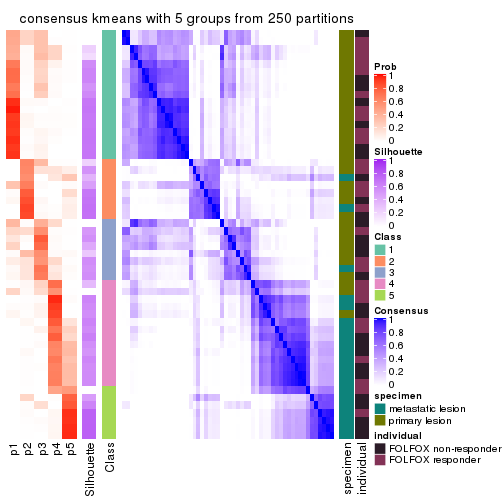 consensus kmeans with 5 groups from 250 partitions
Prob
1
0.8
0.6
0.4
0.2
0
Silhouette
1
0.8
0.6
0.4
0.2
0
Class
1
2
3
4
5
Consensus
1
0.8
0.6
0.4
0.2
0
specimen
metastatic lesion
primary lesion
individual
FOLFOX non-responder
FOLFOX responder
p1
p2
p3
p4
p5
Silhouette
Class
specimen
individual